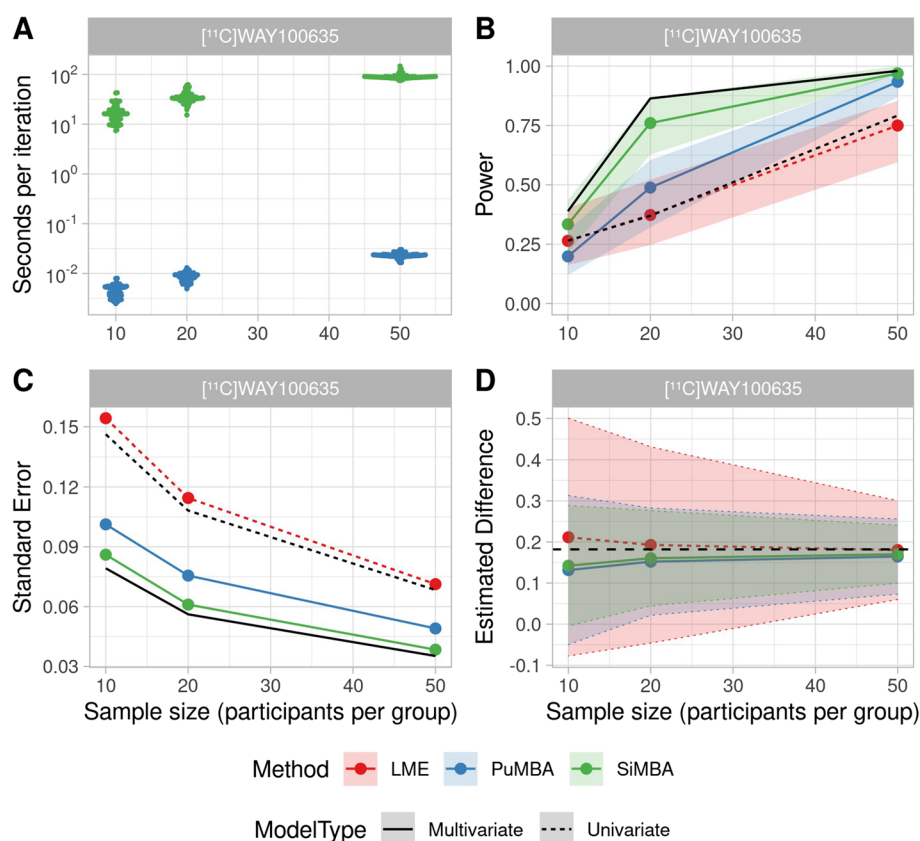 A
[¹¹C]WAY100635
Seconds per iteration
10²
10¹
10⁰
10⁻¹
10⁻²
10 20 30 40 50
B
[¹¹C]WAY100635
Power
1.00
0.75
0.50
0.25
0.00
10 20 30 40 50
C
[¹¹C]WAY100635
Standard Error
0.15
0.12
0.09
0.06
0.03
10 20 30 40 50
Sample size (participants per group)
D
[¹¹C]WAY100635
Estimated Difference
0.5
0.4
0.3
0.2
0.1
0.0
-0.1
10 20 30 40 50
Sample size (participants per group)
Method LME PuMBA SiMBA
ModelType Multivariate Univariate